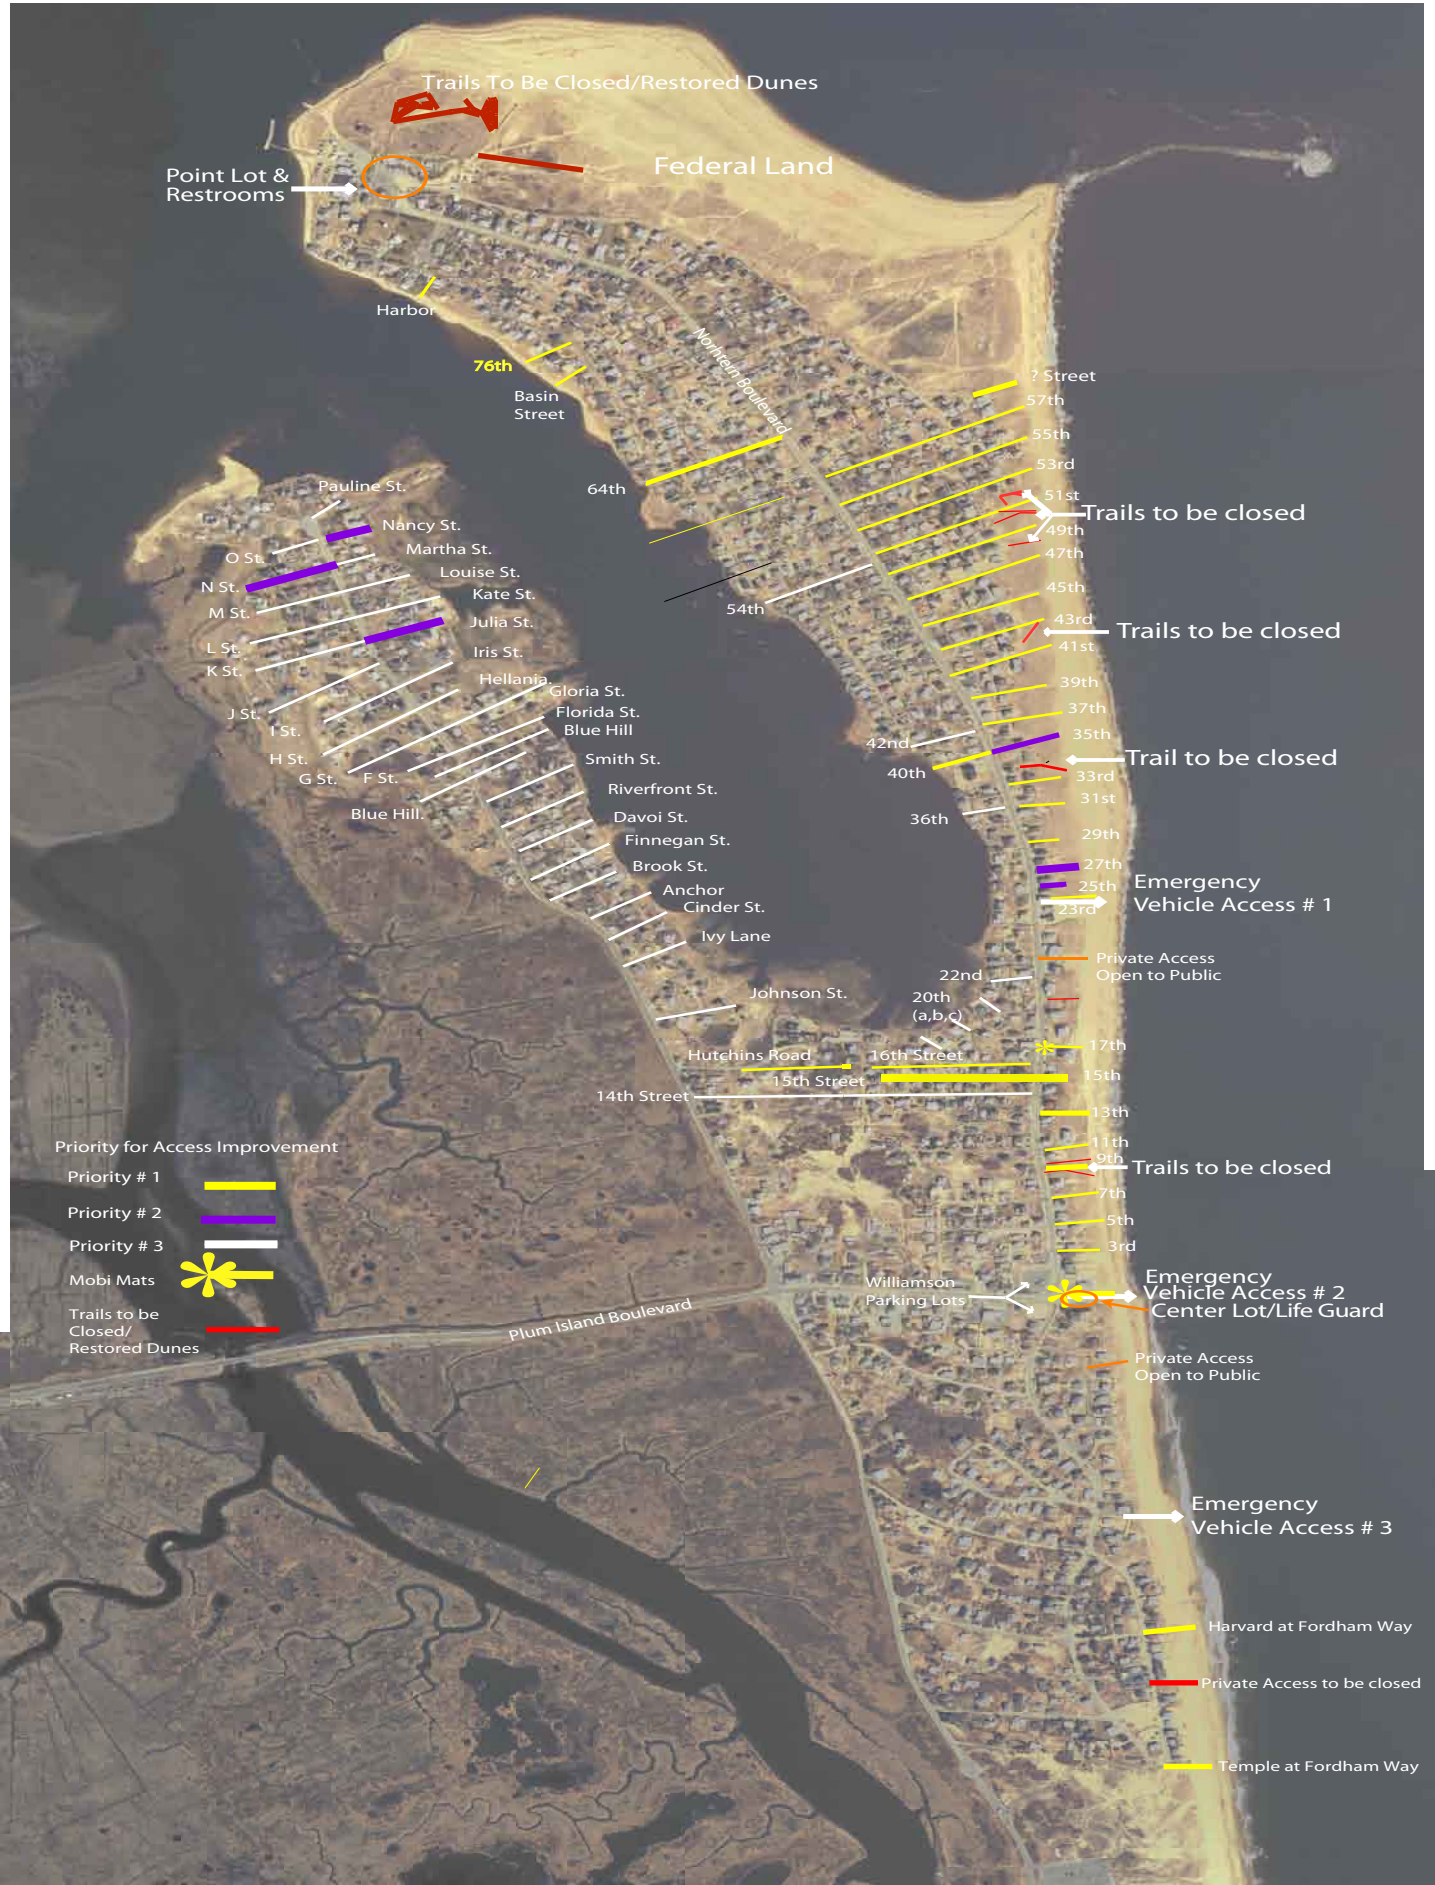 Trails To Be Closed/Restored Dunes
Federal Land
Point Lot &
Restrooms
Harbor
Norhtern Boulevard
76th
Basin
Street
? Street
57th
55th
53rd
64th
51st
Trails to be closed
49th
47th
Pauline St.
Nancy St.
O St.
Martha St.
N St.
Louise St.
M St.
Kate St.
45th
54th
43rd
Trails to be closed
Julia St.
L St.
41st
Iris St.
K St.
Hellania.
39th
Gloria St.
J St.
37th
Florida St.
I St.
Blue Hill
35th
42nd
H St.
Smith St.
Trail to be closed
G St.
F St.
40th
33rd
Riverfront St.
31st
Blue Hill.
Davoi St.
36th
29th
Finnegan St.
Brook St.
27th
Anchor
25th
Emergency
Vehicle Access # 1
Cinder St.
23rd
Ivy Lane
Private Access
Open to Public
22nd
Johnson St.
20th
(a,b,c)
17th
Hutchins Road
16th Street
15th Street
15th
14th Street
13th
11th
9th
Trails to be closed
7th
5th
3rd
Priority for Access Improvement
Priority # 1
Priority # 2
Priority # 3
Mobi Mats
Trails to be
Closed/
Restored Dunes
Williamson
Parking Lots
Emergency
Vehicle Access # 2
Center Lot/Life Guard
Plum Island Boulevard
Private Access
Open to Public
Emergency
Vehicle Access # 3
Harvard at Fordham Way
Private Access to be closed
Temple at Fordham Way